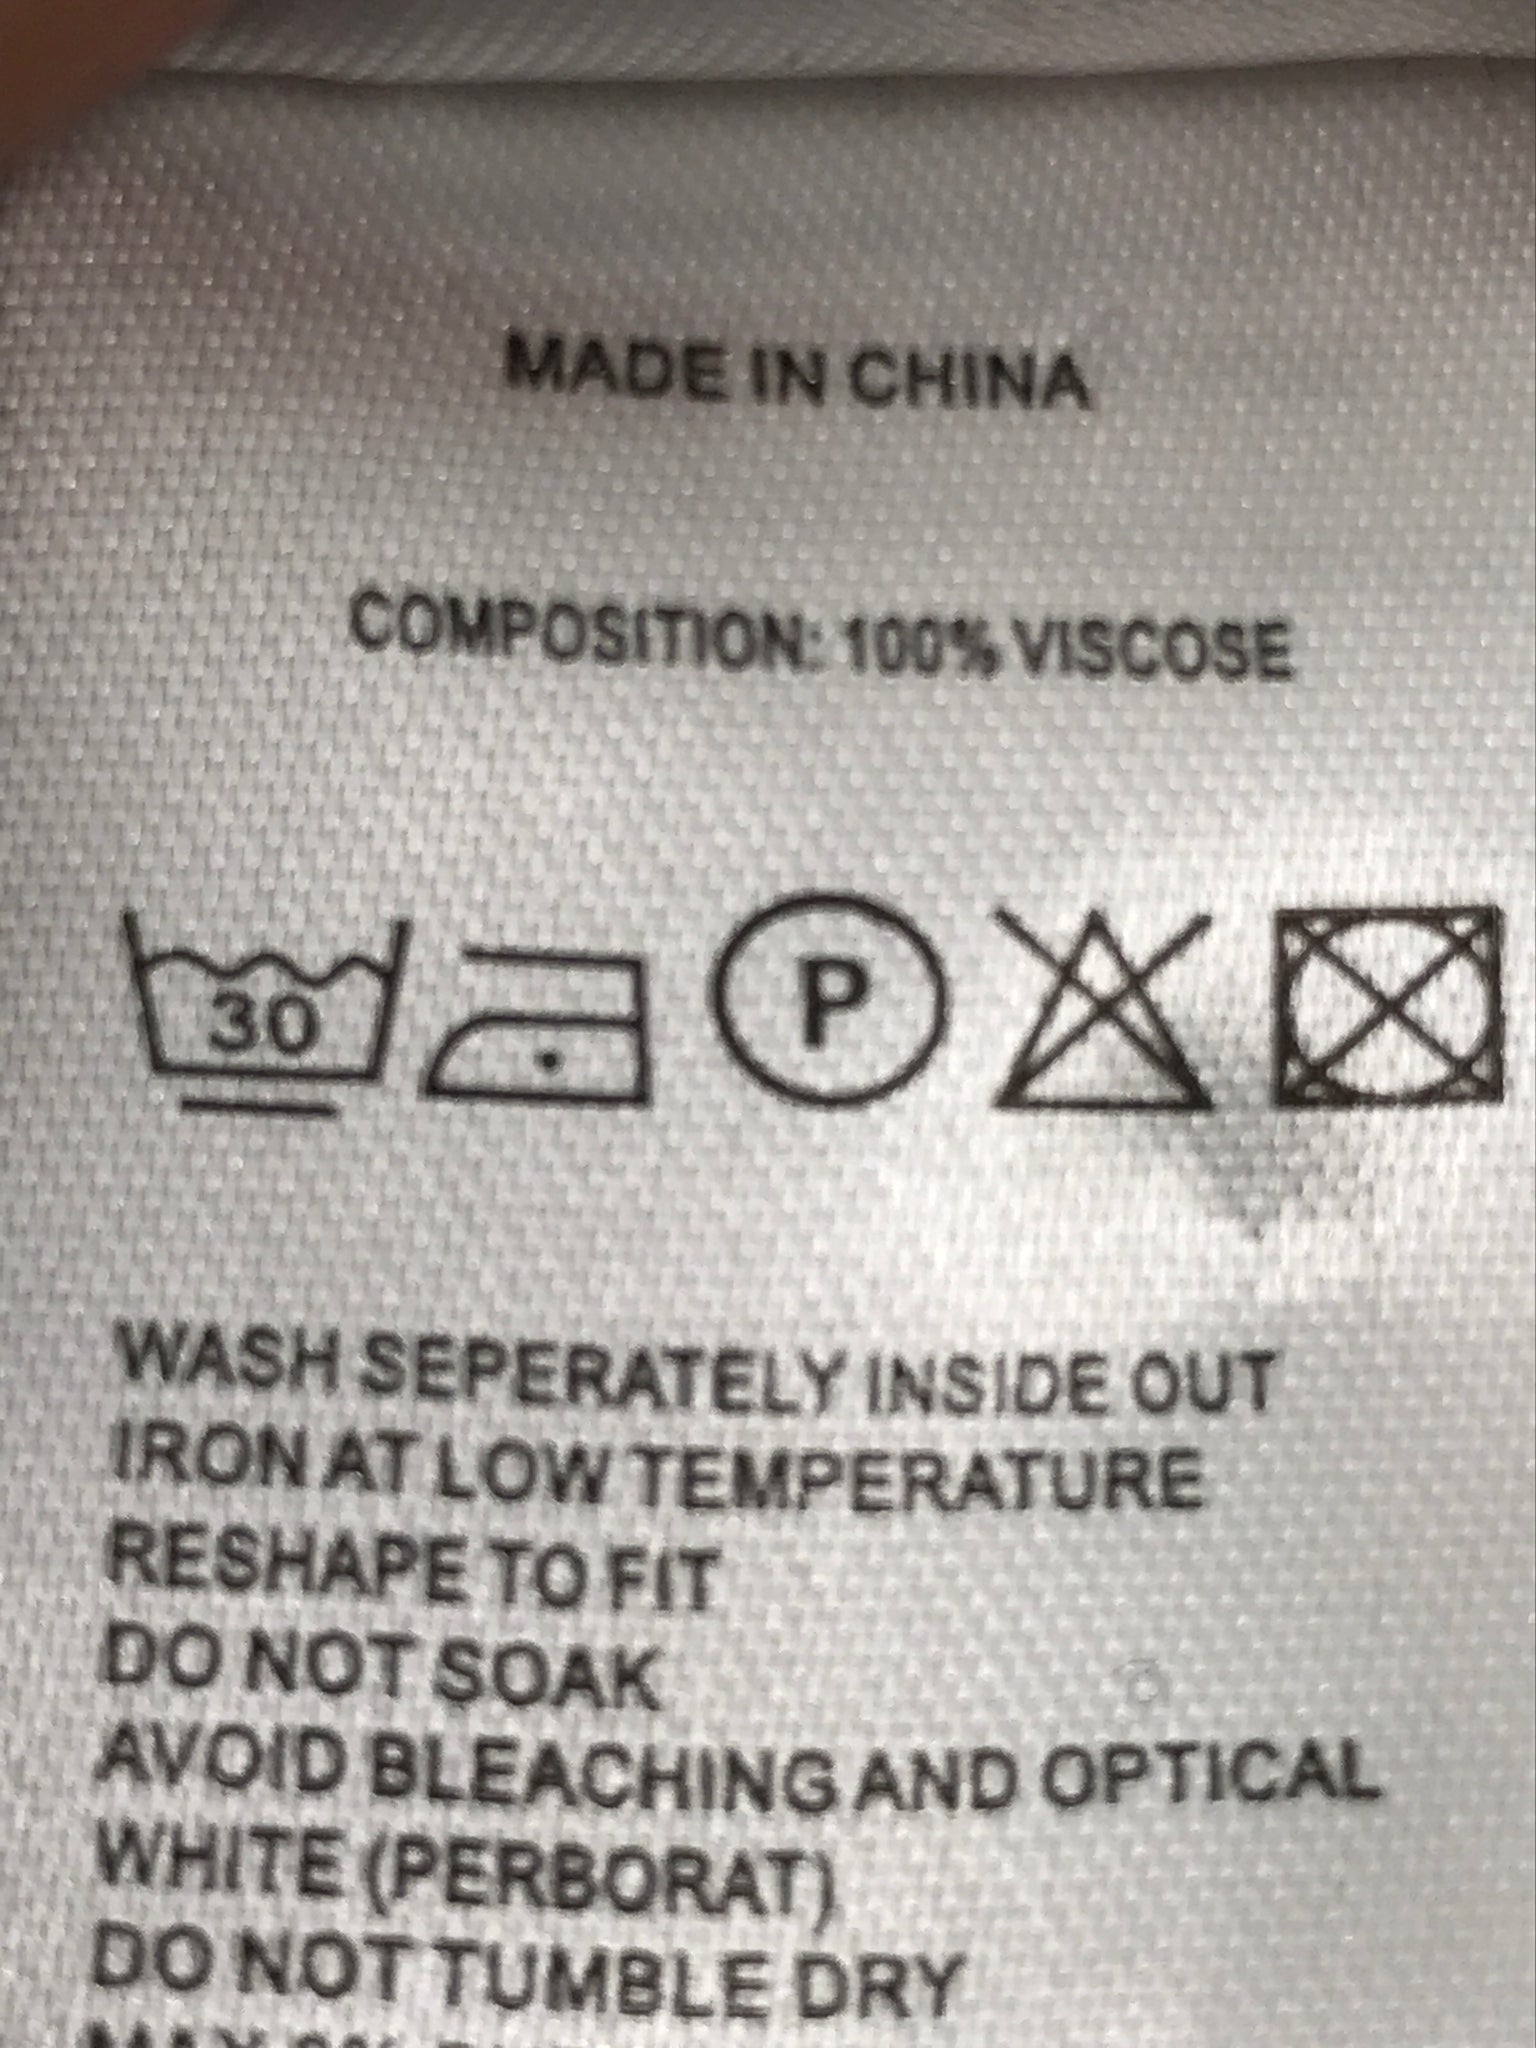 MADE IN CHINA
COMPOSITION: 100% VISCOSE
30
P
WASH SEPERATELY INSIDE OUT
IRON AT LOW TEMPERATURE
RESHAPE TO FIT
DO NOT SOAK
AVOID BLEACHING AND OPTICAL
WHITE (PERBORAT)
DO NOT TUMBLE DRY